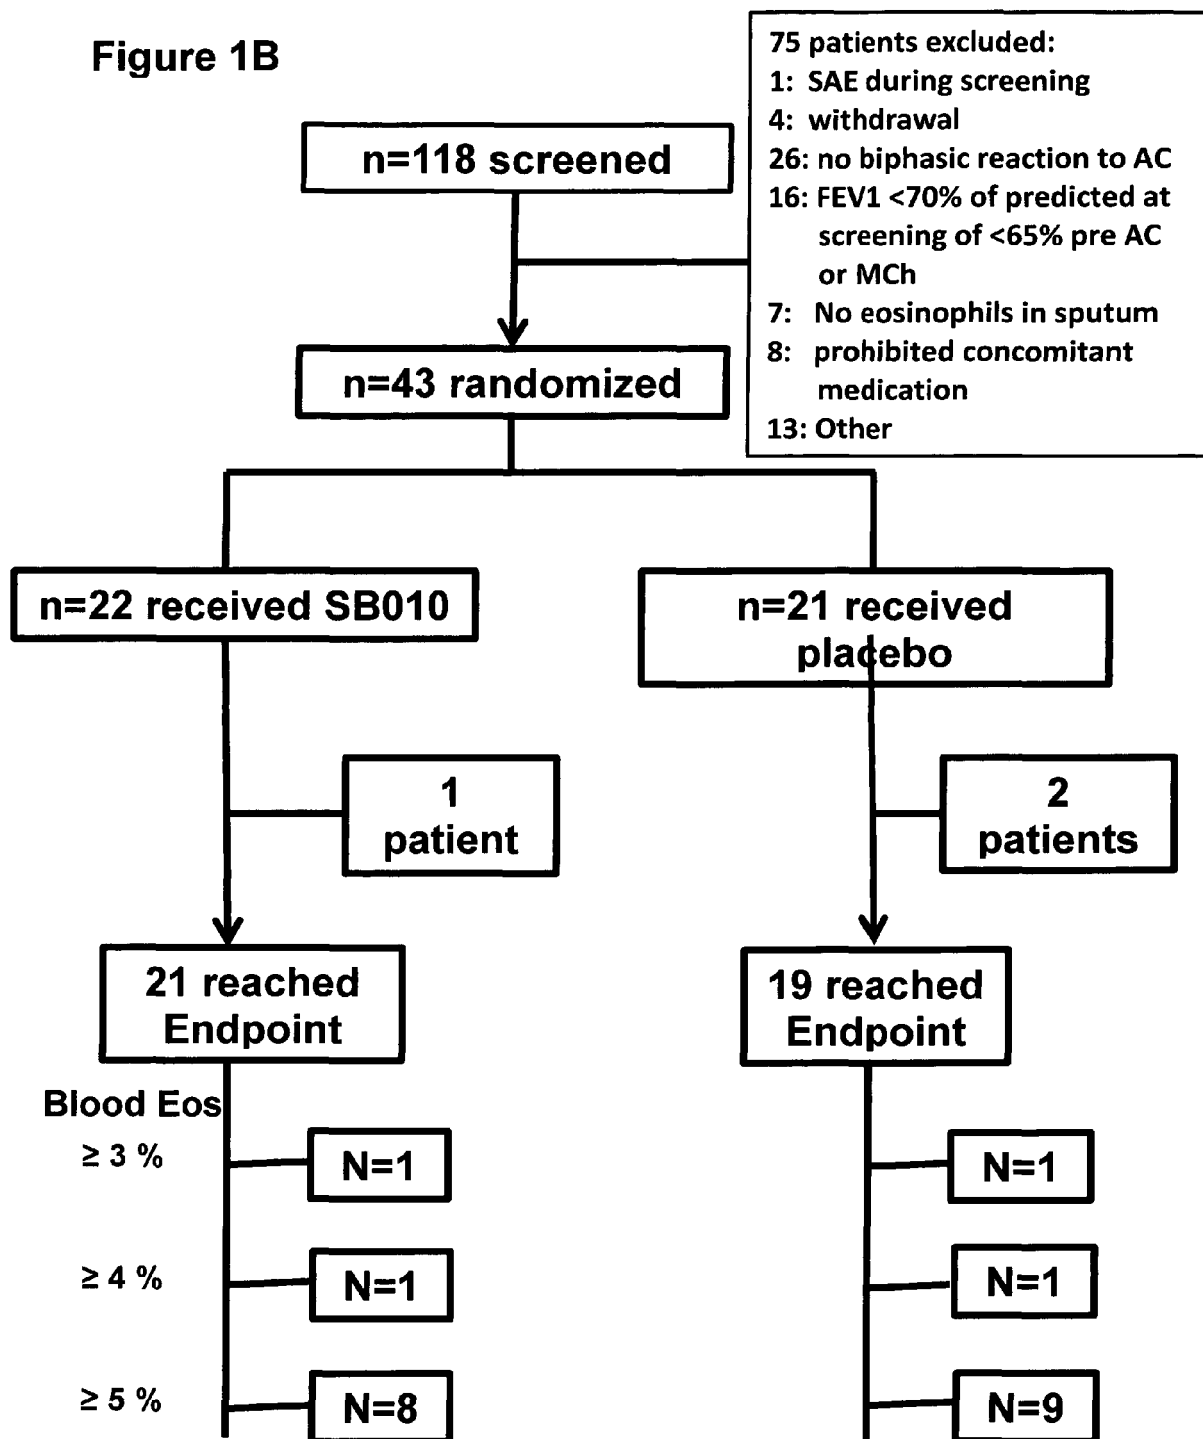 Figure 1B
75 patients excluded:
1: SAE during screening
4: withdrawal
26: no biphasic reaction to AC
16: FEV1 <70% of predicted at
screening of <65% pre AC
or MCh
7: No eosinophils in sputum
8: prohibited concomitant
medication
13: Other
n=118 screened
n=43 randomized
n=22 received SB010
n=21 received
placebo
1
patient
2
patients
21 reached
Endpoint
19 reached
Endpoint
Blood Eos
≥ 3 %
N=1
N=1
≥ 4 %
N=1
N=1
≥ 5 %
N=8
N=9